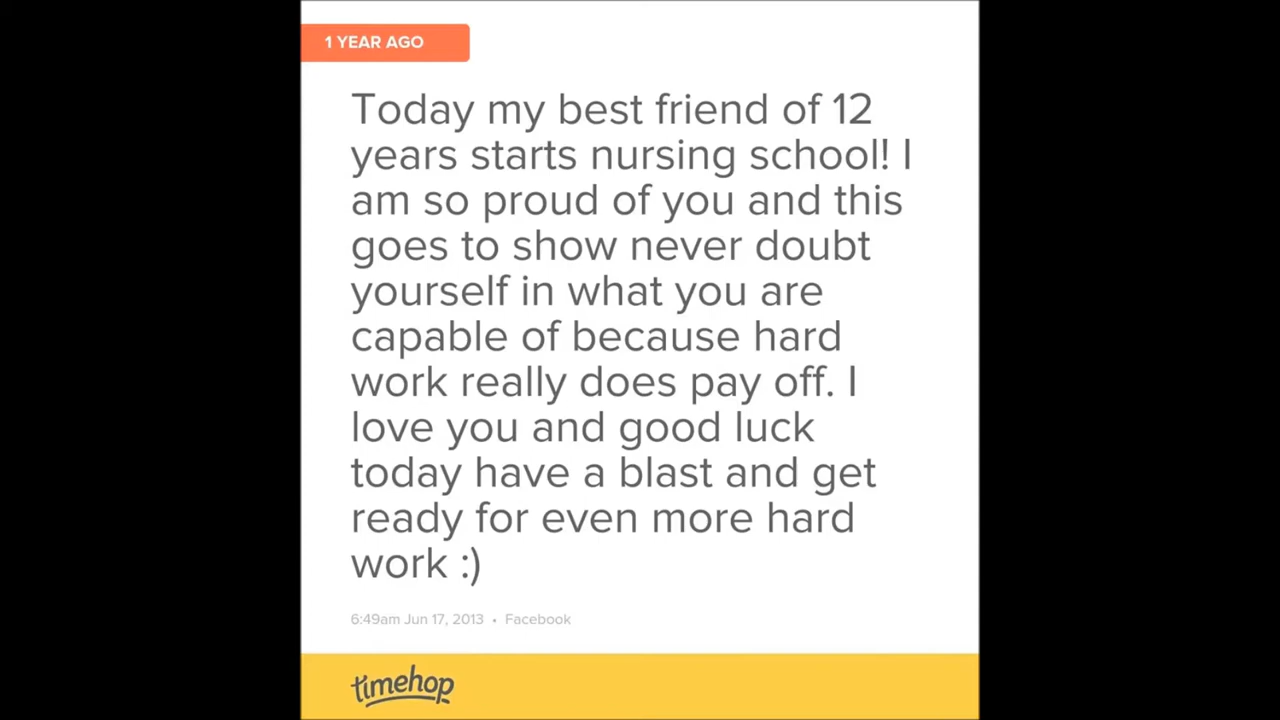 1 YEAR AGO
Today my best friend of 12
years starts nursing school! I
am so proud of you and this
goes to show never doubt
yourself in what you are
capable of because hard
work really does pay off. I
love you and good luck
today have a blast and get
ready for even more hard
work :)
6:49am Jun 17, 2013 • Facebook
timehop